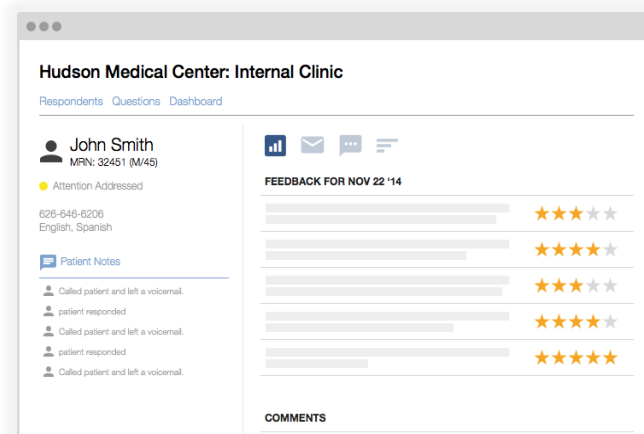 Hudson Medical Center: Internal Clinic
Respondents Questions Dashboard
John Smith
MRN: 32451 (M/45)
Attention Addressed
626-646-6206
English, Spanish
Patient Notes
Called patient and left a voicemail.
patient responded
Called patient and left a voicemail.
patient responded
Called patient and left a voicemail.
FEEDBACK FOR NOV 22 ‘14
COMMENTS